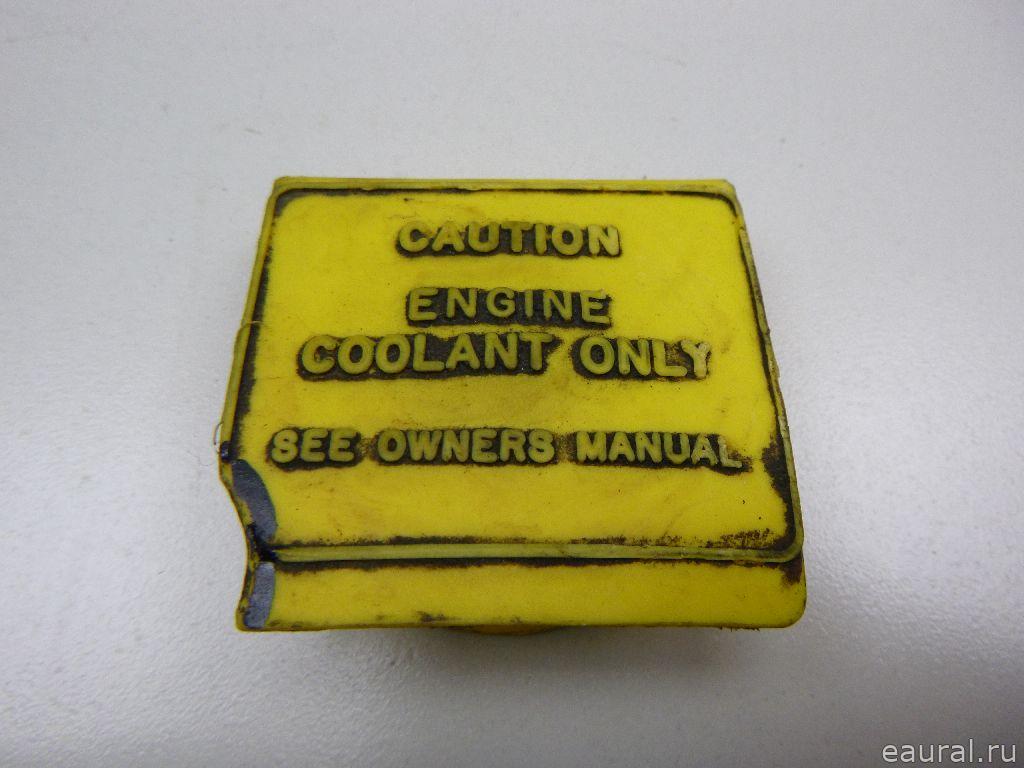 CAUTION
ENGINE
COOLANT ONLY
SEE OWNERS MANUAL
eaural.ru